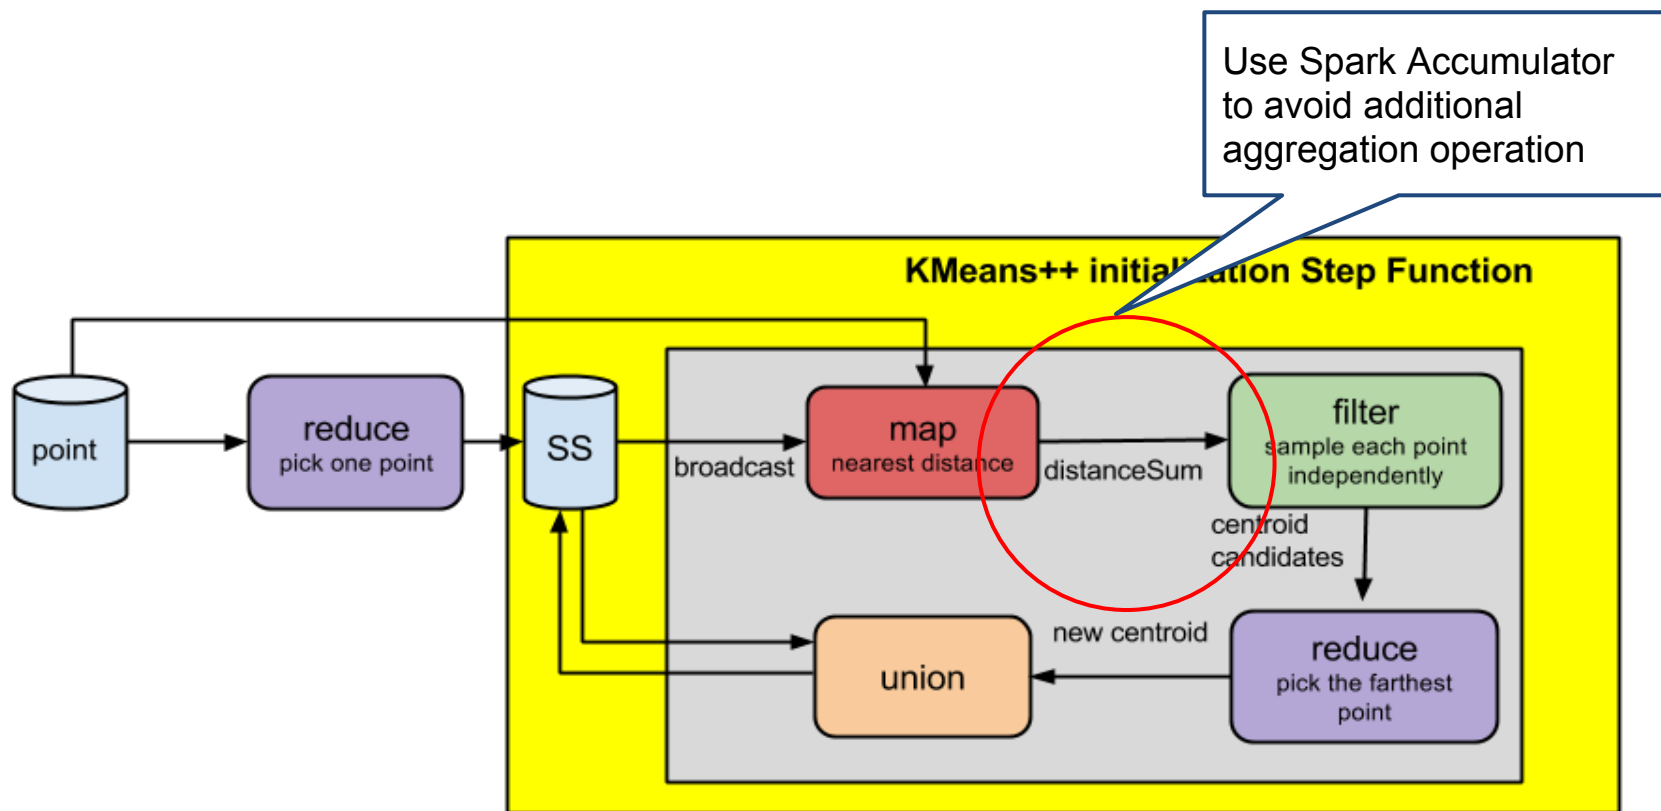 Use Spark Accumulator
to avoid additional
aggregation operation
KMeans++ initialization Step Function
point
reduce
pick one point
SS
broadcast
map
nearest distance
distanceSum
filter
sample each point
independently
centroid
candidates
reduce
pick the farthest
point
new centroid
union